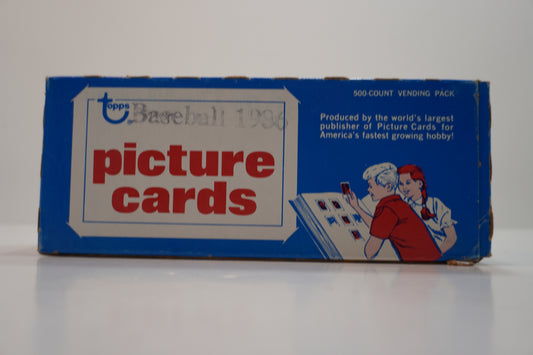 500-COUNT VENDING PACK
topps Baseball 1986
picture
cards
Produced by the world's largest
publisher of Picture Cards for
America's fastest growing hobby!